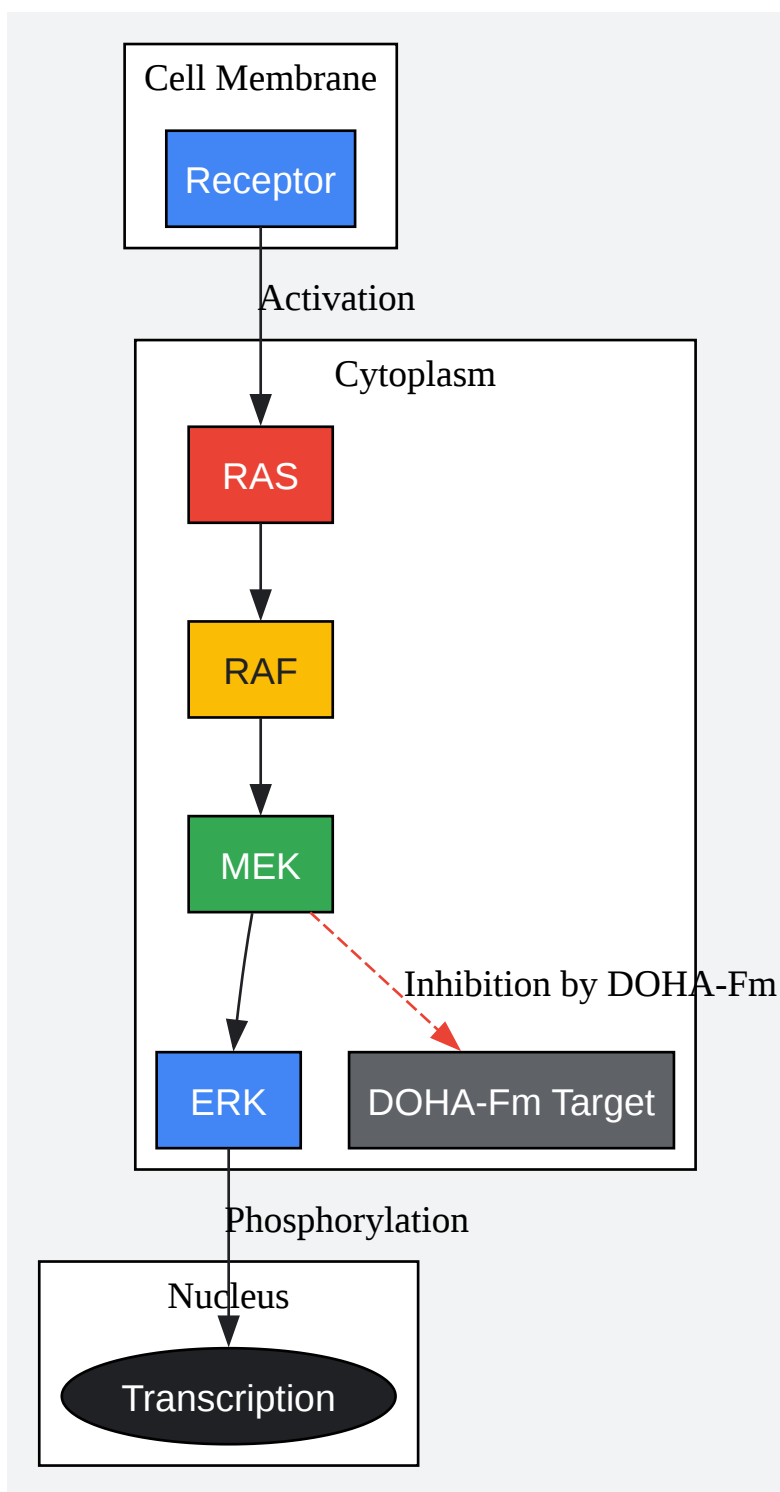 Cell Membrane
Receptor
Activation
Cytoplasm
RAS
RAF
MEK
Inhibition by DOHA-Fm
ERK
DOHA-Fm Target
Phosphorylation
Nucleus
Transcription